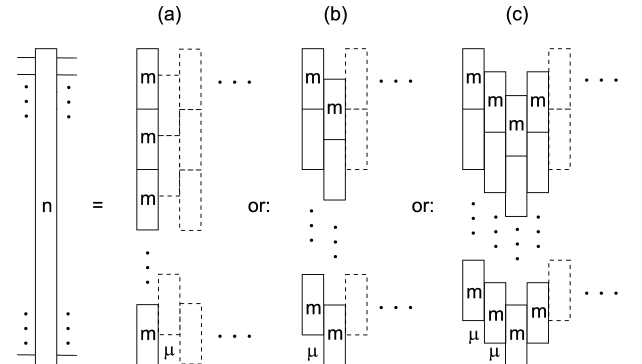 (a) (b) (c)
m m m
m m m
m
m
n = or: or:
m
m m m
m m m m
μ μ μ μ